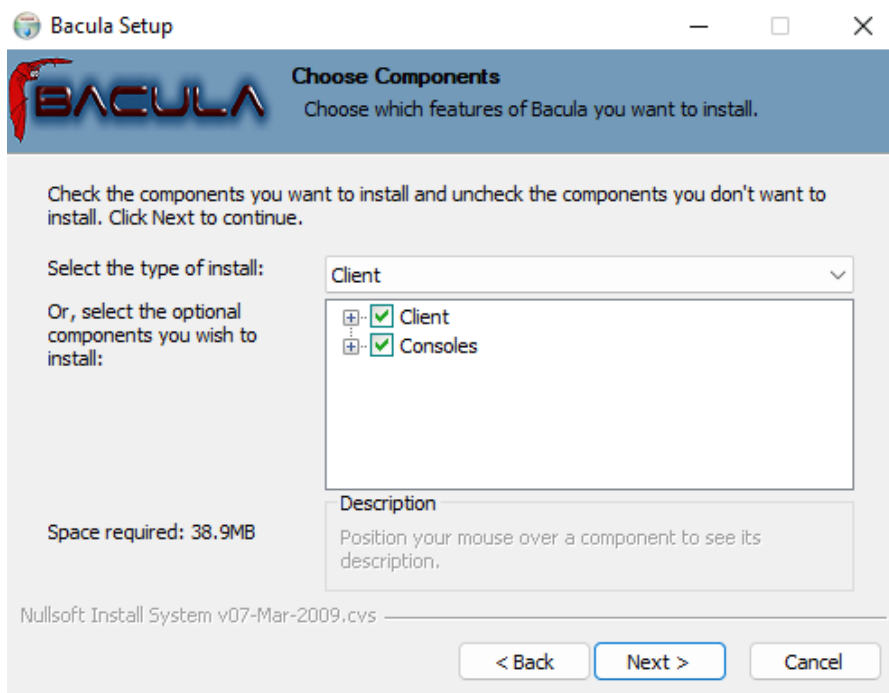 Bacula Setup
BACULA
Choose Components
Choose which features of Bacula you want to install.
Check the components you want to install and uncheck the components you don't want to
install. Click Next to continue.
Select the type of install:
Client
Or, select the optional
components you wish to
install:
Client
Consoles
Space required: 38.9MB
Description
Position your mouse over a component to see its
description.
Nullsoft Install System v07-Mar-2009.cvs
< Back
Next >
Cancel